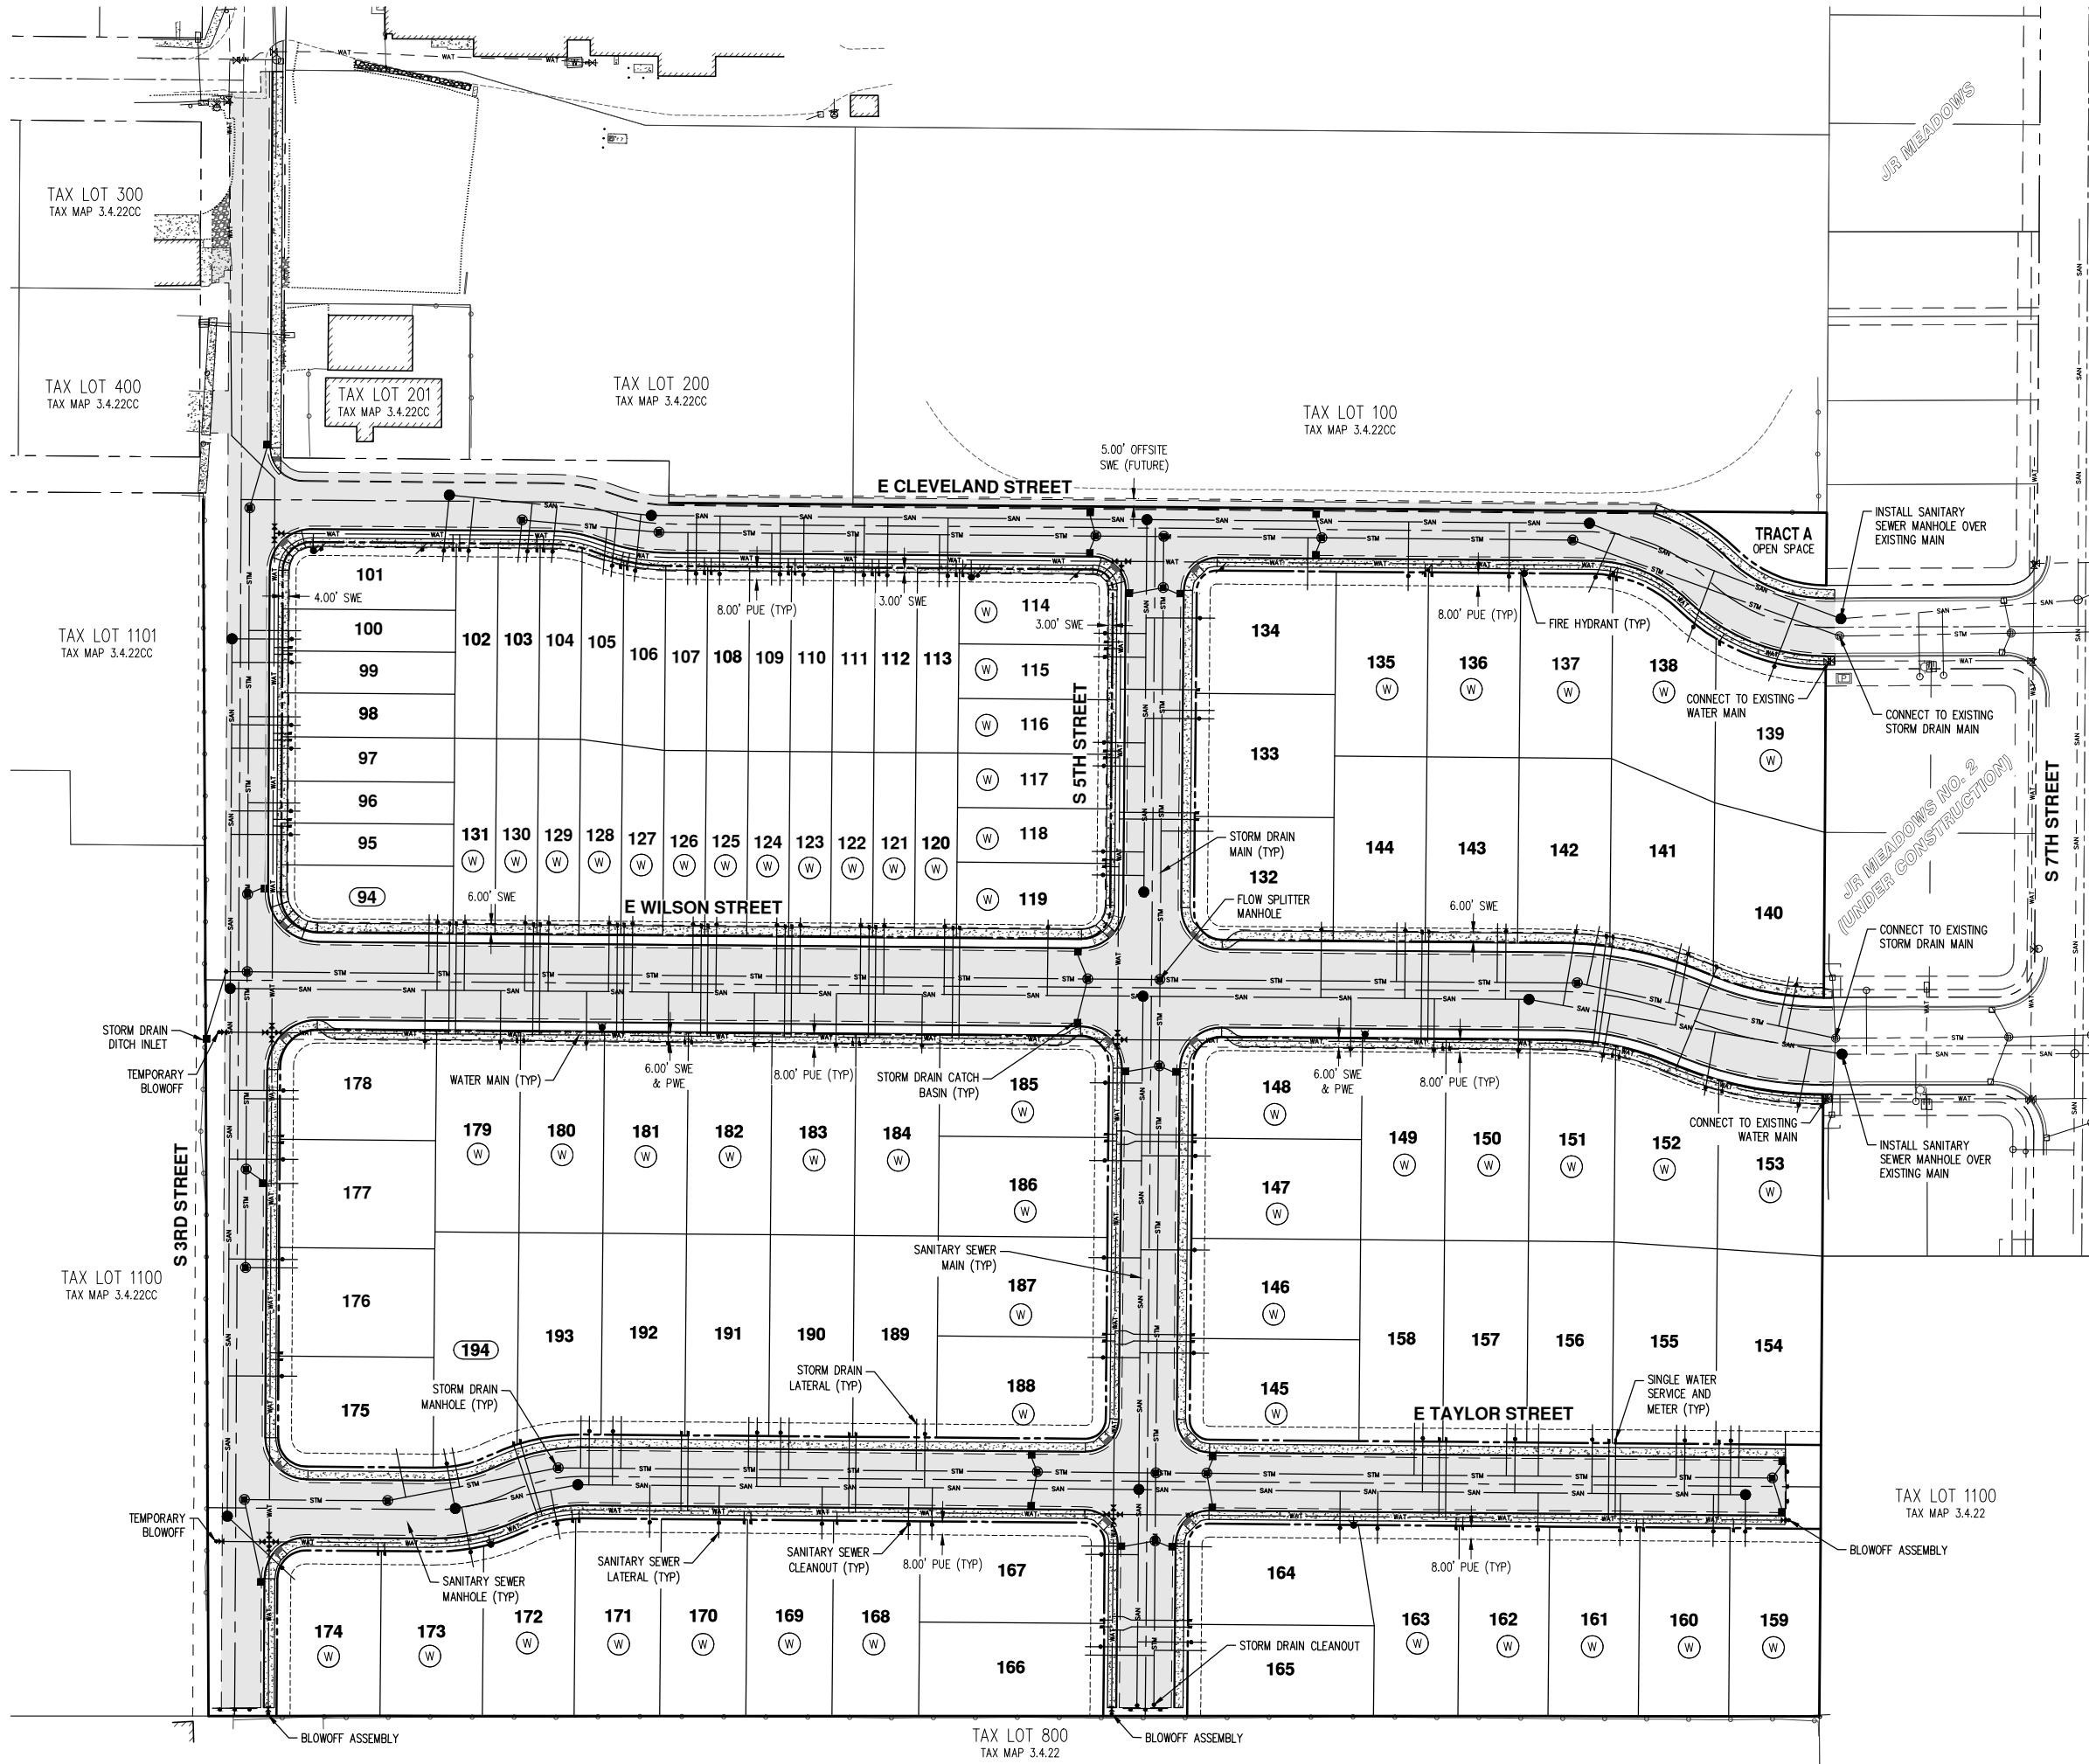 JR MEADOWS
TAX LOT 300
TAX MAP 3.4.22CC
TAX LOT 400
TAX MAP 3.4.22CC
TAX LOT 201
TAX MAP 3.4.22CC
TAX LOT 200
TAX MAP 3.4.22CC
TAX LOT 100
TAX MAP 3.4.22CC
5.00' OFFSITE
SWE (FUTURE)
E CLEVELAND STREET
TRACT A
OPEN SPACE
INSTALL SANITARY
SEWER MANHOLE OVER
EXISTING MAIN
TAX LOT 1101
TAX MAP 3.4.22CC
101
4.00' SWE
100
99
98
97
96
95
94
102
103
104
105
106
107
108
109
110
111
112
113
8.00' PUE (TYP)
3.00' SWE
W 114
3.00' SWE
W 115
W 116
W 117
W 118
W 119
S 5TH STREET
131
W
130
W
129
W
128
W
127
W
126
W
125
W
124
W
123
W
122
W
121
W
120
W
6.00' SWE
E WILSON STREET
134
133
132
STORM DRAIN
MAIN (TYP)
FLOW SPLITTER
MANHOLE
8.00' PUE (TYP)
FIRE HYDRANT (TYP)
135
W
136
W
137
W
138
W
139
W
CONNECT TO EXISTING
WATER MAIN
CONNECT TO EXISTING
STORM DRAIN MAIN
144
143
142
141
140
6.00' SWE
JR MEADOWS NO. 2
(UNDER CONSTRUCTION)
S 7TH STREET
CONNECT TO EXISTING
STORM DRAIN MAIN
STORM DRAIN
DITCH INLET
TEMPORARY
BLOWOFF
S 3RD STREET
TAX LOT 1100
TAX MAP 3.4.22CC
178
177
176
175
WATER MAIN (TYP)
6.00' SWE
& PWE
8.00' PUE (TYP)
STORM DRAIN CATCH
BASIN (TYP)
179
W
180
W
181
W
182
W
183
W
184
W
185
W
186
W
187
W
188
W
SANITARY SEWER
MAIN (TYP)
194
193
192
191
190
189
STORM DRAIN
MANHOLE (TYP)
STORM DRAIN
LATERAL (TYP)
6.00' SWE
& PWE
8.00' PUE (TYP)
148
W
147
W
146
W
145
W
149
W
150
W
151
W
152
W
153
W
CONNECT TO EXISTING
WATER MAIN
INSTALL SANITARY
SEWER MANHOLE OVER
EXISTING MAIN
158
157
156
155
154
SINGLE WATER
SERVICE AND
METER (TYP)
E TAYLOR STREET
TAX LOT 1100
TAX MAP 3.4.22
TEMPORARY
BLOWOFF
SANITARY SEWER
MANHOLE (TYP)
SANITARY SEWER
LATERAL (TYP)
SANITARY SEWER
CLEANOUT (TYP)
8.00' PUE (TYP)
8.00' PUE (TYP)
BLOWOFF ASSEMBLY
174
W
173
W
172
W
171
W
170
W
169
W
168
W
167
166
164
165
STORM DRAIN CLEANOUT
163
W
162
W
161
W
160
W
159
W
BLOWOFF ASSEMBLY
TAX LOT 800
TAX MAP 3.4.22
BLOWOFF ASSEMBLY